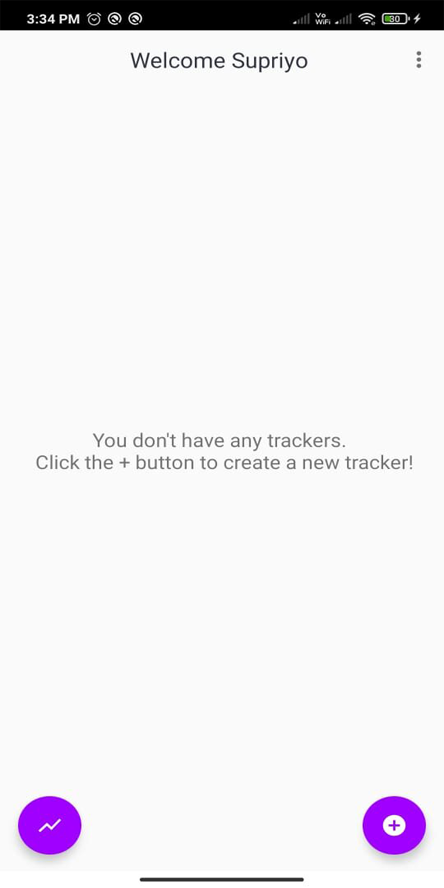 3:34 PM
Vo
WiFi
80
Welcome Supriyo
You don't have any trackers.
Click the + button to create a new tracker!